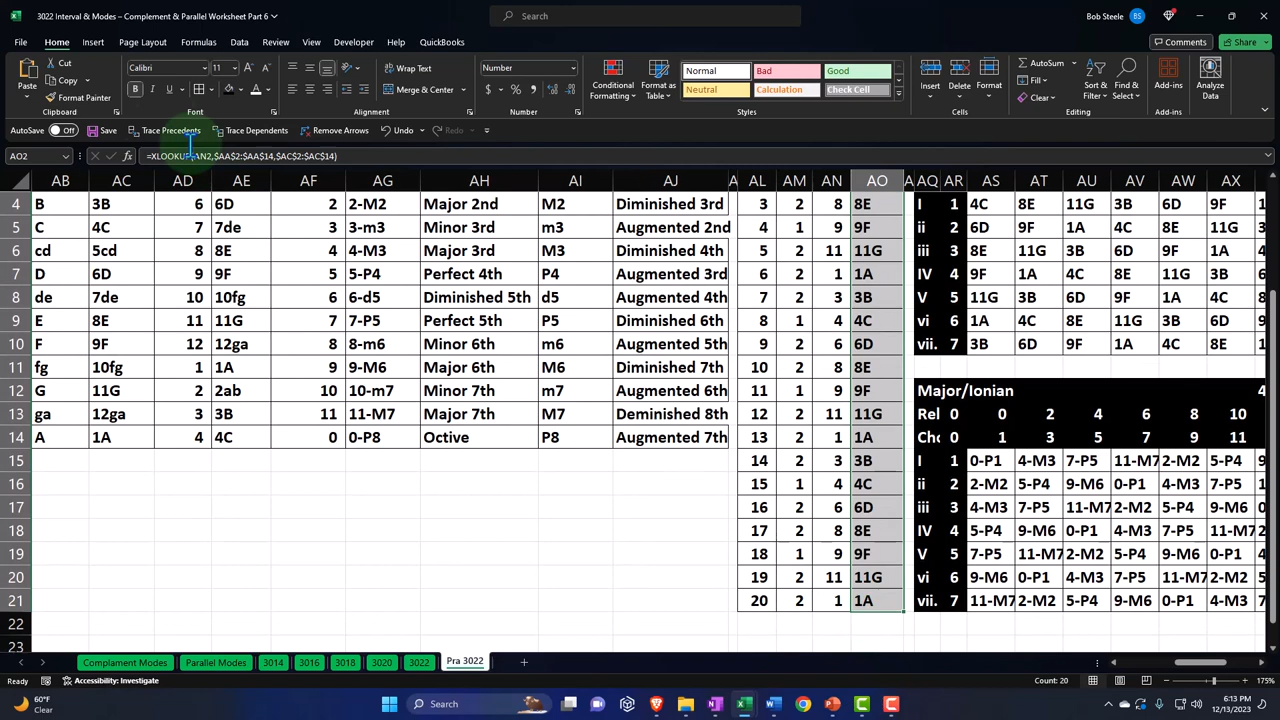 3022 Interval & Modes – Complement & Parallel Worksheet Part 6
Search
Bob Steele BS
File Home Insert Page Layout Formulas Data Review View Developer Automate Help QuickBooks
Comments Share
Paste Cut Copy Format Painter
Clipboard
Calibri 11
B I U
Font
Wrap Text
Merge & Center
Alignment
Number
$ % 9
Number
Conditional Formatting
Format as Table
Normal Bad Good
Neutral Calculation Check Cell
Styles
Insert Delete Format
Cells
AutoSum
Fill
Clear
Sort & Filter
Find & Select
Editing
Add-ins
Add-ins
Analyze Data
AutoSave Off Save Trace Precedents Trace Dependents Remove Arrows Undo Redo
AO2 fx =XLOOKUP(AN2,$AA$2:$AA$14,$AC$2:$AC$14)
AB AC AD AE AF AG AH AI AJ A AL AM AN AO A AQ AR AS AT AU AV AW AX
4 B 3B 6 6D 2 2-M2 Major 2nd M2 Diminished 3rd 3 2 8 8E I 1 4C 8E 11G 3B 6D 9F
5 C 4C 7 7de 3 3-m3 Minor 3rd m3 Augmented 2nd 4 1 9 9F ii 2 6D 9F 1A 4C 8E 11G
6 cd 5cd 8 8E 4 4-M3 Major 3rd M3 Diminished 4th 5 2 11 11G iii 3 8E 11G 3B 6D 9F 1A
7 D 6D 9 9F 5 5-P4 Perfect 4th P4 Augmented 3rd 6 2 1 1A IV 4 9F 1A 4C 8E 11G 3B
8 de 7de 10 10fg 6 6-d5 Diminished 5th d5 Augmented 4th 7 2 3 3B V 5 11G 3B 6D 9F 1A 4C
9 E 8E 11 11G 7 7-P5 Perfect 5th P5 Diminished 6th 8 1 4 4C vi 6 1A 4C 8E 11G 3B 6D
10 F 9F 12 12ga 8 8-m6 Minor 6th m6 Augmented 5th 9 2 6 6D vii. 7 3B 6D 9F 1A 4C 8E
11 fg 10fg 1 1A 9 9-M6 Major 6th M6 Diminished 7th 10 2 8 8E
12 G 11G 2 2ab 10 10-m7 Minor 7th m7 Augmented 6th 11 1 9 9F Major/Ionian 4
13 ga 12ga 3 3B 11 11-M7 Major 7th M7 Deminished 8th 12 2 11 11G Rel 0 0 2 4 6 8 10
14 A 1A 4 4C 0 0-P8 Octive P8 Augmented 7th 13 2 1 1A Cho 0 1 3 5 7 9 11
15 14 2 3 3B I 1 0-P1 4-M3 7-P5 11-M7 2-M2 5-P4
16 15 1 4 4C ii 2 2-M2 5-P4 9-M6 0-P1 4-M3 7-P5
17 16 2 6 6D iii 3 4-M3 7-P5 11-M7 2-M2 5-P4 9-M6
18 17 2 8 8E IV 4 5-P4 9-M6 0-P1 4-M3 7-P5 11-M7
19 18 1 9 9F V 5 7-P5 11-M7 2-M2 5-P4 9-M6 0-P1
20 19 2 11 11G vi 6 9-M6 0-P1 4-M3 7-P5 11-M7 2-M2
21 20 2 1 1A vii. 7 11-M7 2-M2 5-P4 9-M6 0-P1 4-M3
22
23
Complament Modes Parallel Modes 3014 3016 3018 3020 3022 Pra 3022
Ready Accessibility: Investigate Count: 20 175%
60°F
Clear
Search
6:13 PM
12/13/2023